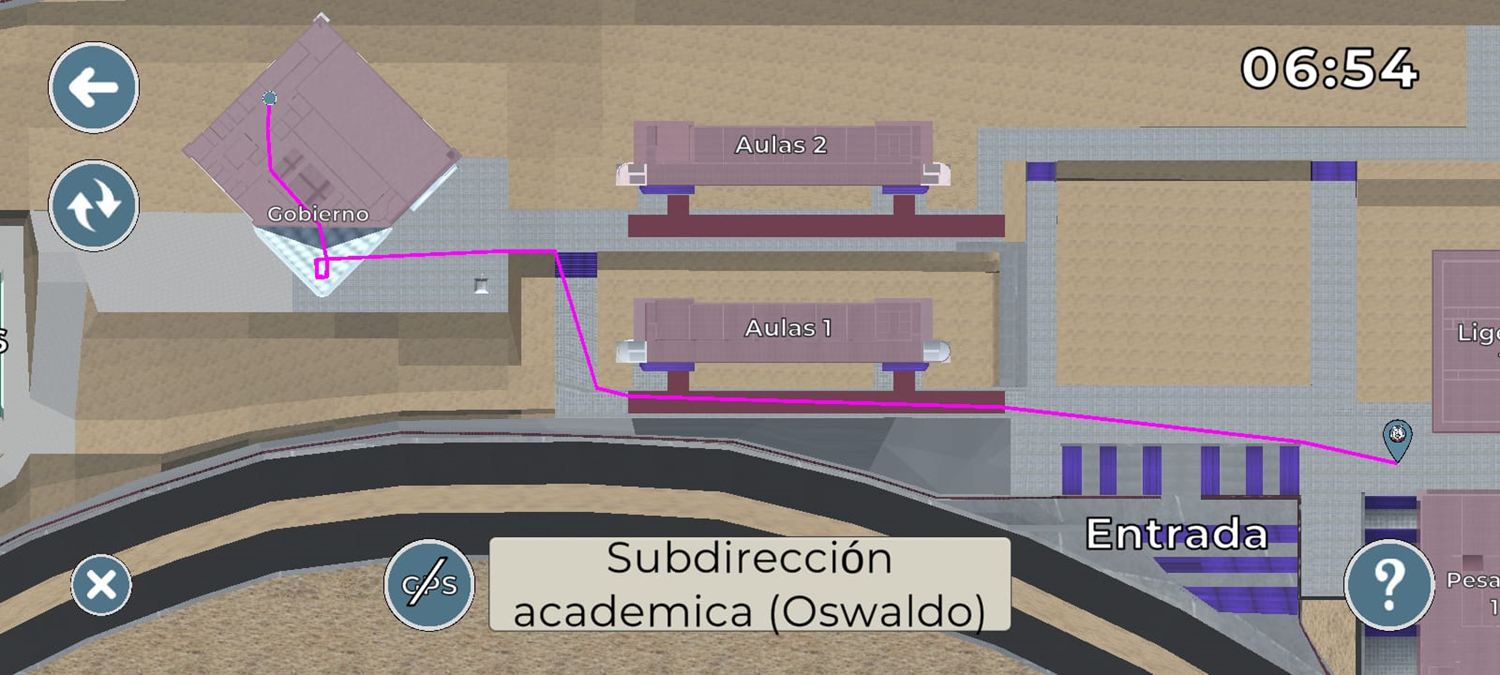 06:54
Aulas 2
Gobierno
Aulas 1
Entrada
GPS
Subdirección
academica (Oswaldo)
?